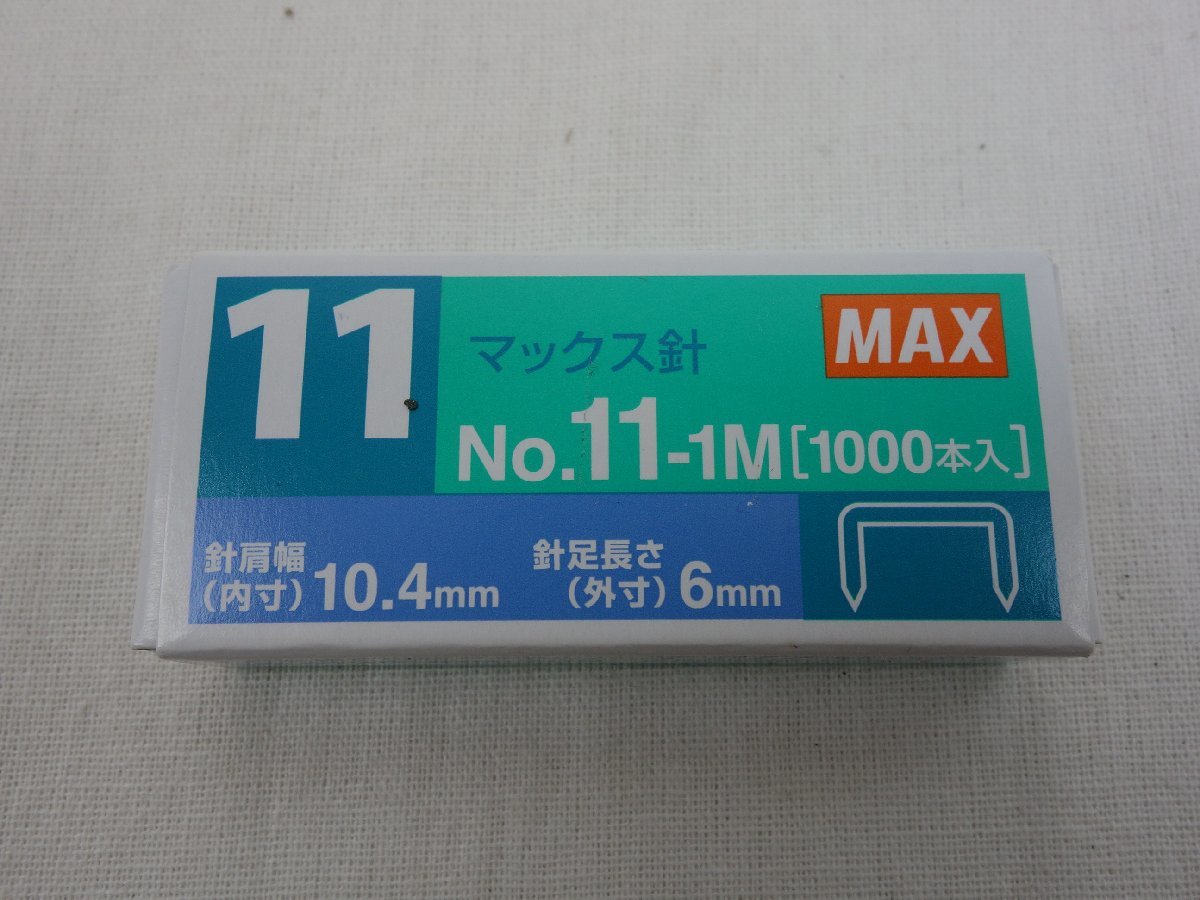 11
マックス針
MAX
No.11-1M[1000本入]
針肩幅
(内寸)10.4mm
針足長さ
(外寸)6mm